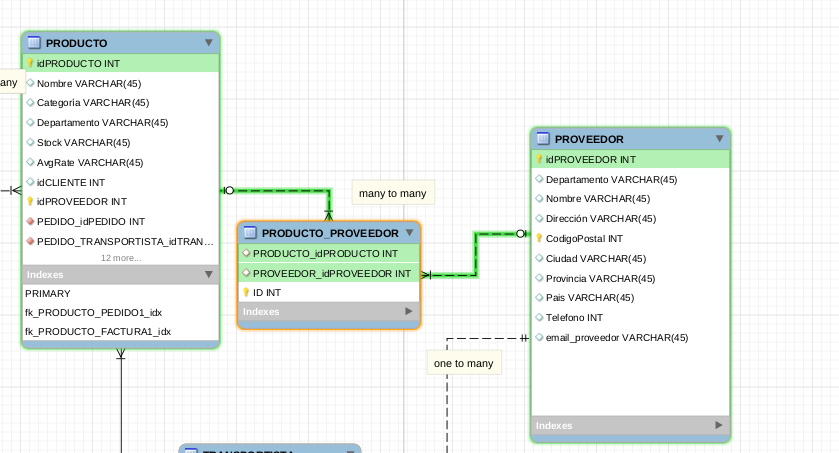 PRODUCTO
idPRODUCTO INT
any
Nombre VARCHAR(45)
Categoria VARCHAR(45)
Departamento VARCHAR(45)
Stock VARCHAR(45)
AvgRate VARCHAR(45)
idCLIENTE INT
idPROVEEDOR INT
PEDIDO_idPEDIDO INT
PEDIDO_TRANSPORTISTA_idTRAN...
12 more...
Indexes
PRIMARY
fk_PRODUCTO_PEDIDO1_idx
fk_PRODUCTO_FACTURA1_idx
many to many
PRODUCTO_PROVEEDOR
PRODUCTO_idPRODUCTO INT
PROVEEDOR_idPROVEEDOR INT
ID INT
Indexes
PROVEEDOR
idPROVEEDOR INT
Departamento VARCHAR(45)
Nombre VARCHAR(45)
Dirección VARCHAR(45)
CodigoPostal INT
Ciudad VARCHAR(45)
Provincia VARCHAR(45)
Pais VARCHAR(45)
Telefono INT
email_proveedor VARCHAR(45)
Indexes
one to many
TRANSPORTISTA